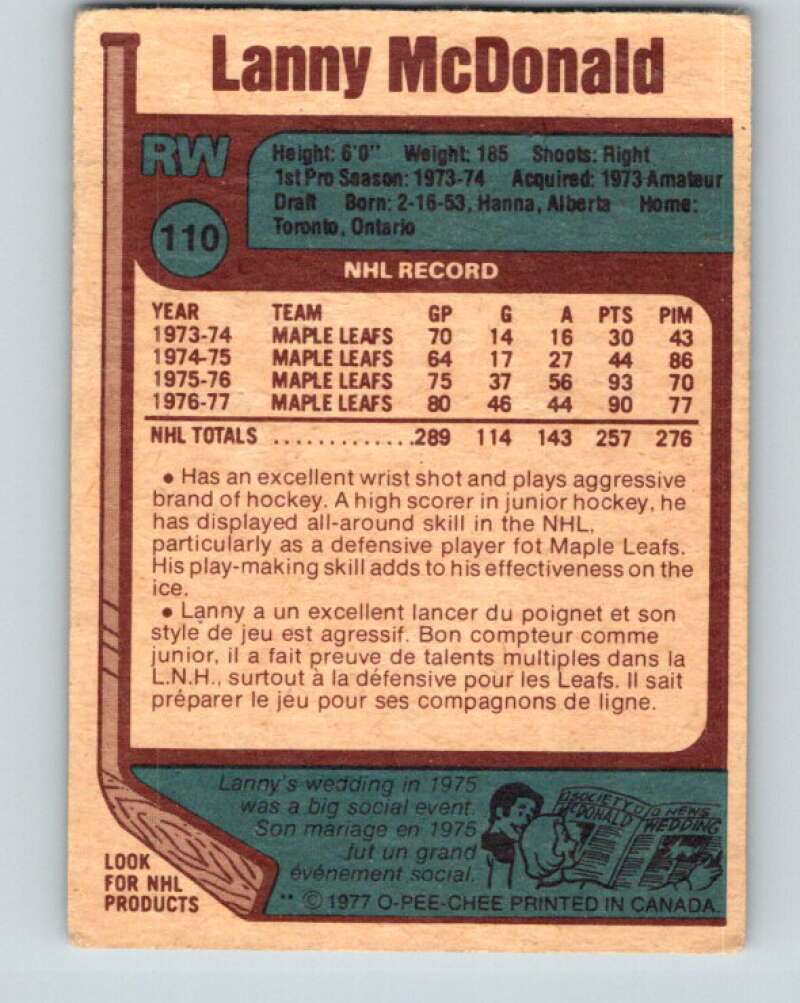 Lanny McDonald
RW
110
Height: 6'0" Weight: 185 Shoots: Right
1st Pro Season: 1973-74 Acquired: 1973 Amateur
Draft Born: 2-16-53, Hanna, Alberta Home:
Toronto, Ontario
NHL RECORD
YEAR TEAM GP G A PTS PIM
1973-74 MAPLE LEAFS 70 14 16 30 43
1974-75 MAPLE LEAFS 64 17 27 44 86
1975-76 MAPLE LEAFS 75 37 56 93 70
1976-77 MAPLE LEAFS 80 46 44 90 77
NHL TOTALS .............289 114 143 257 276
● Has an excellent wrist shot and plays aggressive
brand of hockey. A high scorer in junior hockey, he
has displayed all-around skill in the NHL,
particularly as a defensive player fot Maple Leafs.
His play-making skill adds to his effectiveness on the
ice.
● Lanny a un excellent lancer du poignet et son
style de jeu est agressif. Bon compteur comme
junior, il a fait preuve de talents multiples dans la
L.N.H., surtout à la défensive pour les Leafs. Il sait
préparer le jeu pour ses compagnons de ligne.
Lanny's wedding in 1975
was a big social event.
Son mariage en 1975
fut un grand
événement social.
SOCIETY
McDONALD
NEWS
WEDDING
LOOK
FOR NHL
PRODUCTS
** © 1977 O-PEE-CHEE PRINTED IN CANADA.